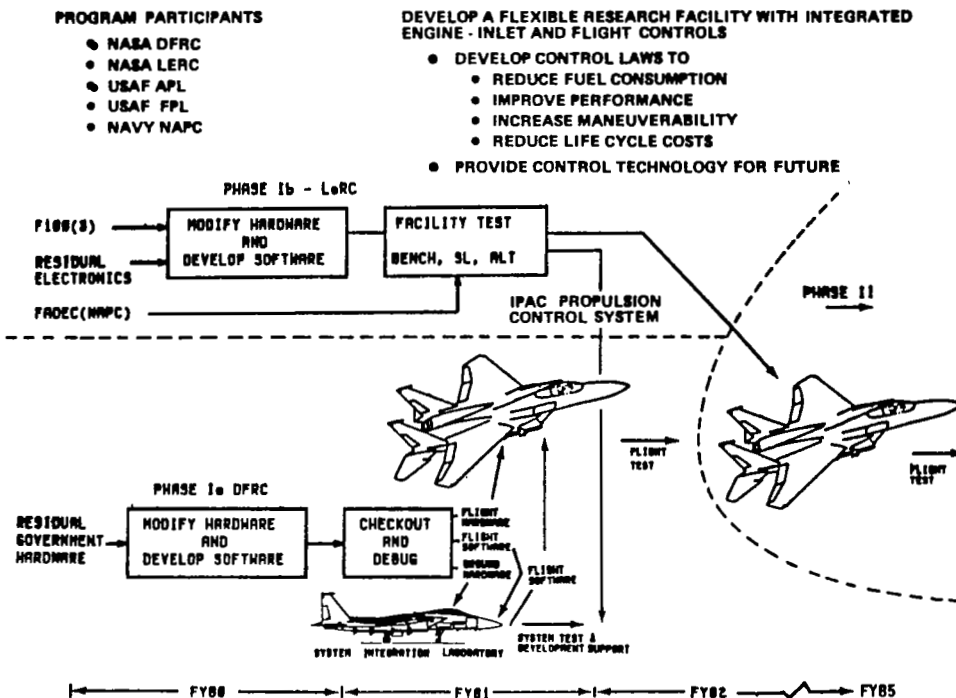 PROGRAM PARTICIPANTS
● NASA DFRC
● NASA LERC
● USAF APL
● USAF FPL
● NAVY NAPC
DEVELOP A FLEXIBLE RESEARCH FACILITY WITH INTEGRATED
ENGINE - INLET AND FLIGHT CONTROLS
● DEVELOP CONTROL LAWS TO
● REDUCE FUEL CONSUMPTION
● IMPROVE PERFORMANCE
● INCREASE MANEUVERABILITY
● REDUCE LIFE CYCLE COSTS
● PROVIDE CONTROL TECHNOLOGY FOR FUTURE
PHASE Ib - LeRC
F100(3)
RESIDUAL
ELECTRONICS
FADEC(NAPC)
MODIFY HARDWARE
AND
DEVELOP SOFTWARE
FACILITY TEST
BENCH, SL, ALT
IPAC PROPULSION
CONTROL SYSTEM
PHASE II
FLIGHT
TEST
FLIGHT
TEST
PHASE Ia DFRC
RESIDUAL
GOVERNMENT
HARDWARE
MODIFY HARDWARE
AND
DEVELOP SOFTWARE
CHECKOUT
AND
DEBUG
FLIGHT
HARDWARE
FLIGHT
SOFTWARE
GROUND
HARDWARE
FLIGHT
SOFTWARE
SYSTEM INTEGRATION LABORATORY
SYSTEM TEST &
DEVELOPMENT SUPPORT
FY80
FY81
FY82
FY85